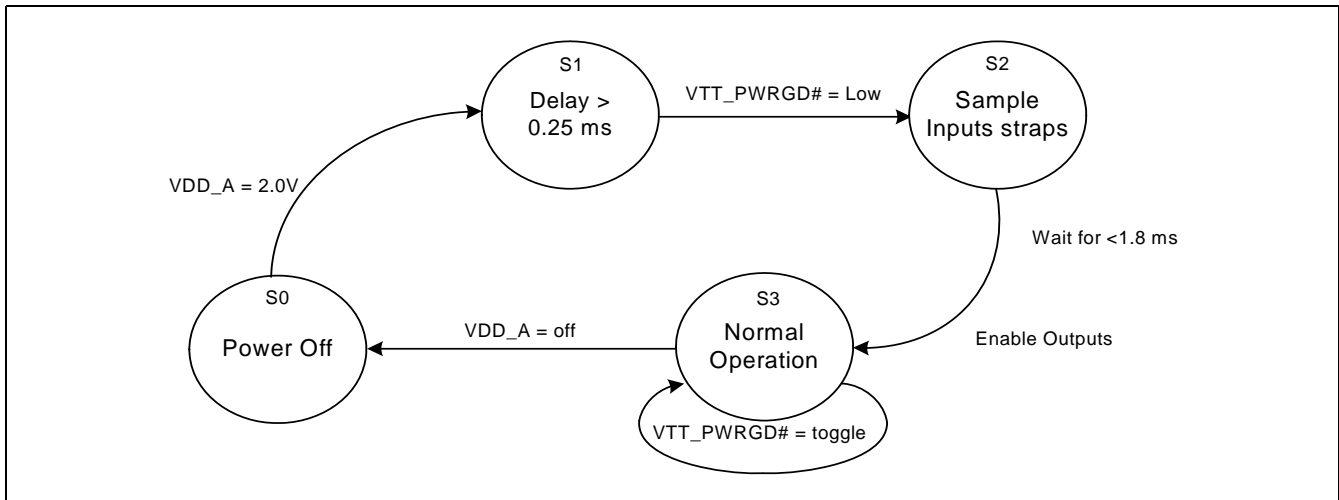 S1
Delay >
0.25 ms
VTT_PWRGD# = Low
S2
Sample
Inputs straps
VDD_A = 2.0V
Wait for <1.8 ms
S0
Power Off
VDD_A = off
S3
Normal
Operation
Enable Outputs
VTT_PWRGD# = toggle